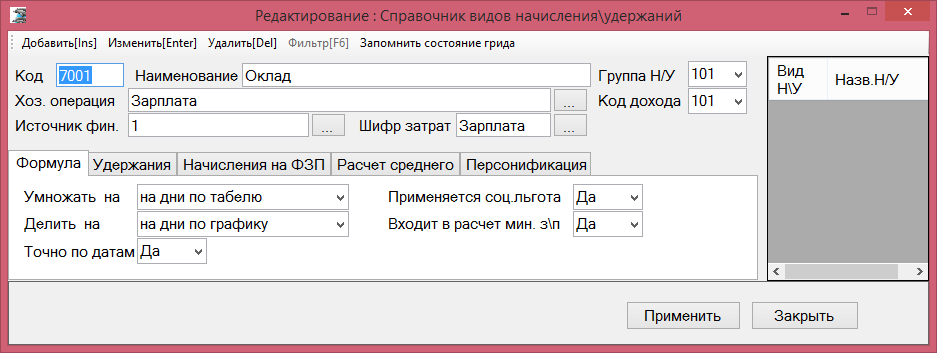 Редактирование : Справочник видов начисления\удержаний
Добавить[Ins] Изменить[Enter] Удалить[Del] Фильтр[F6] Запомнить состояние грида
Код 7001 Наименование Оклад Группа Н/У 101
Хоз. операция Зарплата ... Код дохода 101
Источник фин. 1 ... Шифр затрат Зарплата ...
Вид Н\У Назв.Н/У
Формула Удержания Начисления на ФЗП Расчет среднего Персонификация
Умножать на на дни по табелю Применяется соц.льгота Да
Делить на на дни по графику Входит в расчет мин. з\п Да
Точно по датам Да
Применить Закрыть